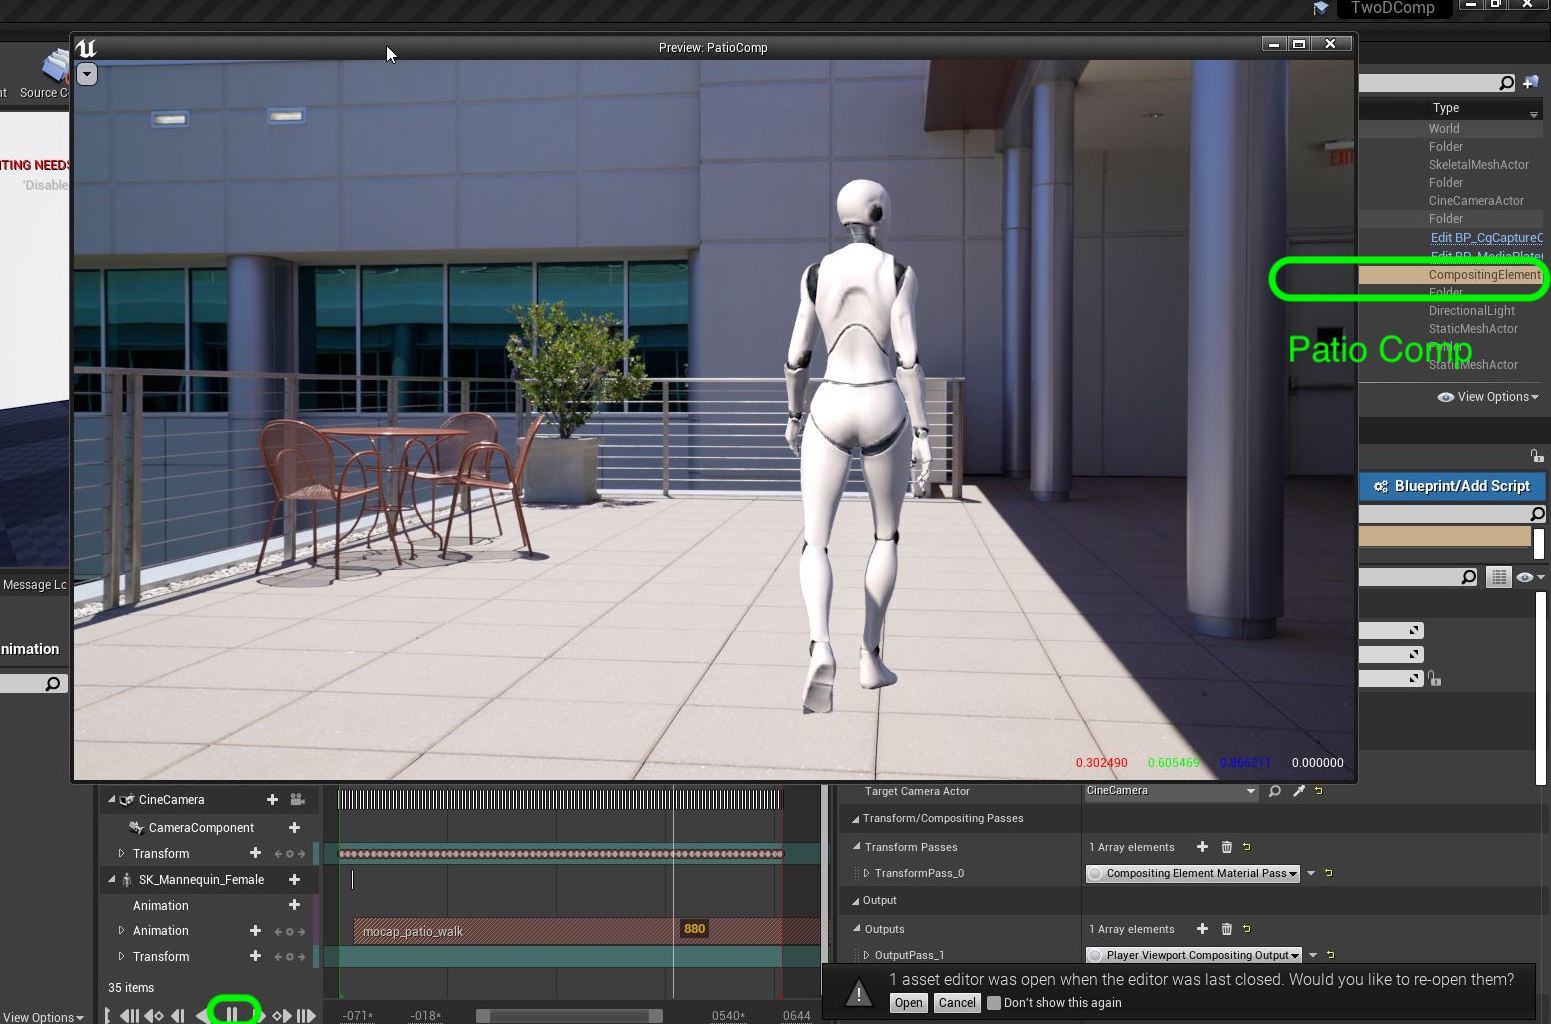 TwoDComp
Preview: PatioComp
Source C
Type
World
TING NEEDS
Folder
SkeletalMeshActor
'Disable
Folder
CineCameraActor
Folder
Edit BP_CgCaptureC
Edit BP_MediaPlate
CompositingElement
Folder
DirectionalLight
StaticMeshActor
Patio Comp
Folder
StaticMeshActor
View Options
EXIT
Blueprint/Add Script
Message Lo
nimation
0.302490 0.605469 0.866211 0.000000
CineCamera
Target Camera Actor CineCamera
Transform/Compositing Passes
CameraComponent
Transform
Transform Passes 1 Array elements
TransformPass_0 Compositing Element Material Pass
SK_Mannequin_Female
Output
Animation
Animation
mocap_patio_walk 880
Outputs 1 Array elements
Transform
OutputPass_1 Player Viewport Compositing Output
35 items
1 asset editor was open when the editor was last closed. Would you like to re-open them?
Open Cancel Don't show this again
View Options
-071* -018* 0540* 0644